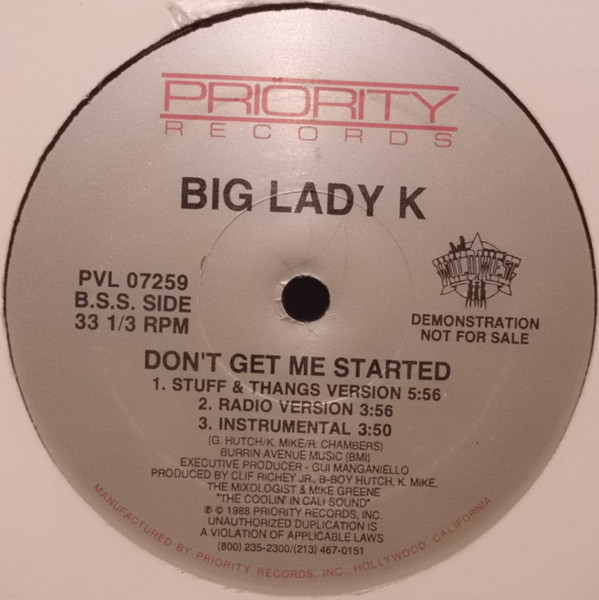 PRIORITY
RECORDS
BIG LADY K
WILDWEST
PVL 07259
B.S.S. SIDE
33 1/3 RPM
DEMONSTRATION
NOT FOR SALE
DON'T GET ME STARTED
1. STUFF & THANGS VERSION 5:56
2. RADIO VERSION 3:56
3. INSTRUMENTAL 3:50
(G. HUTCH/K. MIKE/R. CHAMBERS)
BURRIN AVENUE MUSIC (BMI)
EXECUTIVE PRODUCER - GUI MANGANIELLO
PRODUCED BY CLIF RICHEY JR., B-BOY HUTCH, K. MIKE,
THE MIXOLOGIST & MIKE GREENE
"THE COOLIN' IN CALI SOUND"
℗ © 1988 PRIORITY RECORDS, INC.
UNAUTHORIZED DUPLICATION IS
A VIOLATION OF APPLICABLE LAWS
(800) 235-2300/(213) 467-0151
MANUFACTURED BY PRIORITY RECORDS, INC., HOLLYWOOD, CALIFORNIA